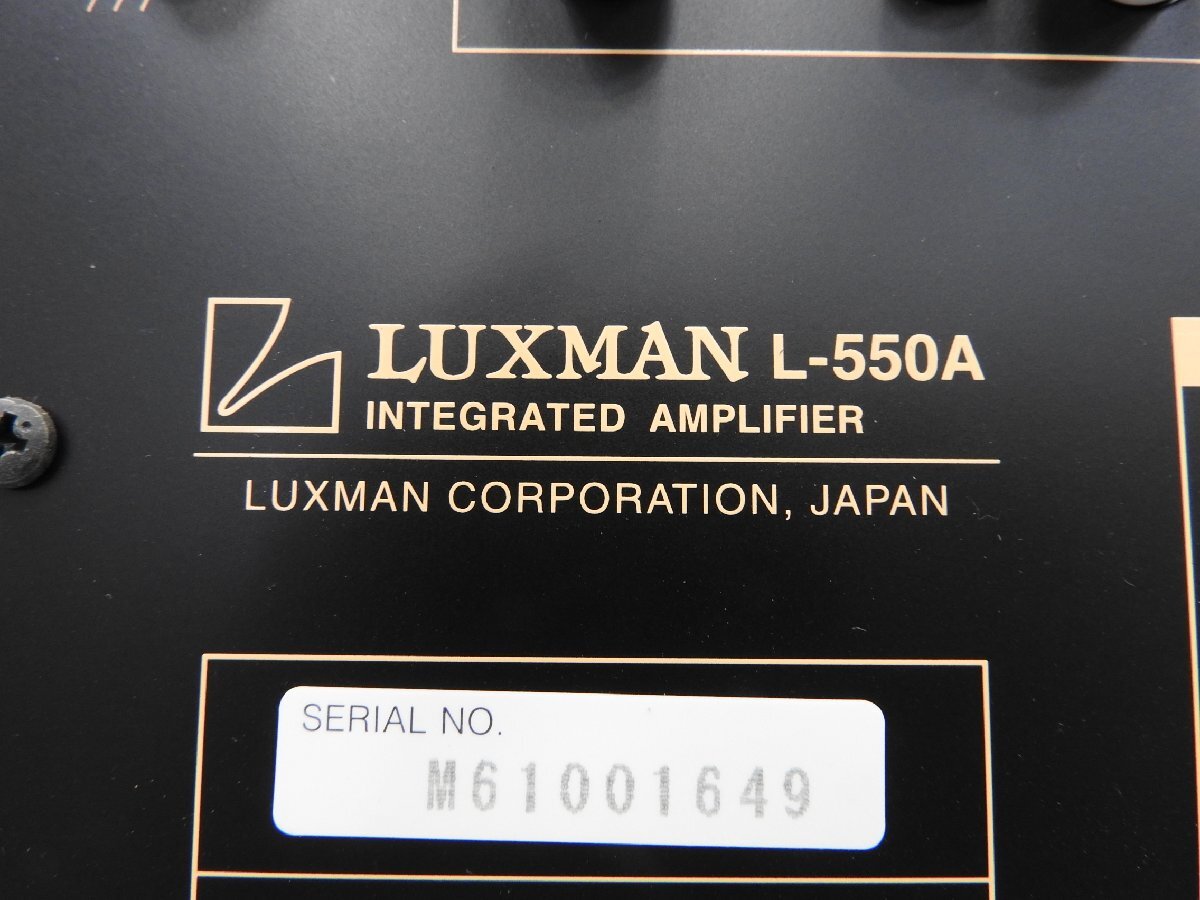 LUXMAN L-550A
INTEGRATED AMPLIFIER
LUXMAN CORPORATION, JAPAN
SERIAL NO.
M61001649